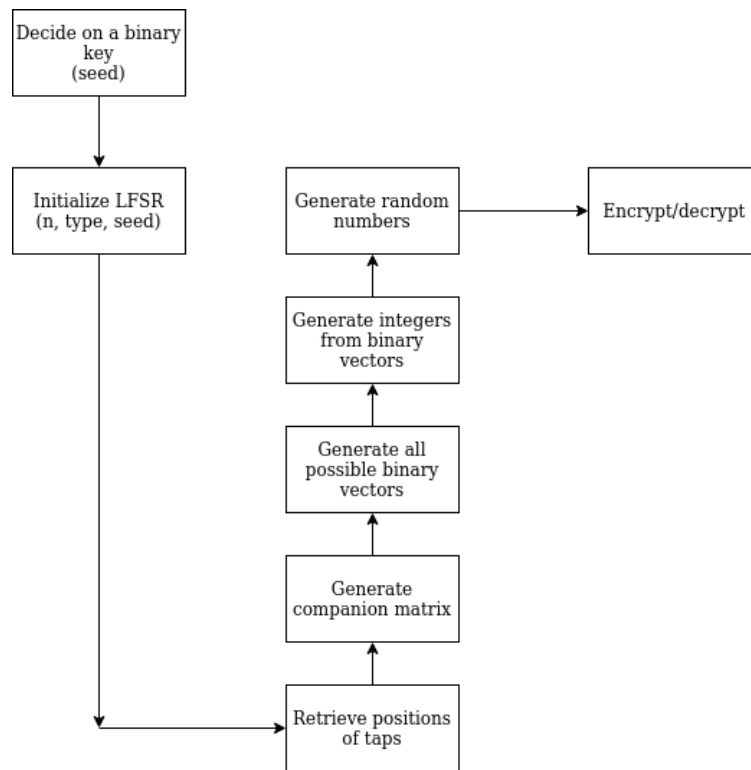 Decide on a binary
key
(seed)
Initialize LFSR
(n, type, seed)
Retrieve positions
of taps
Generate
companion matrix
Generate all
possible binary
vectors
Generate integers
from binary
vectors
Generate random
numbers
Encrypt/decrypt